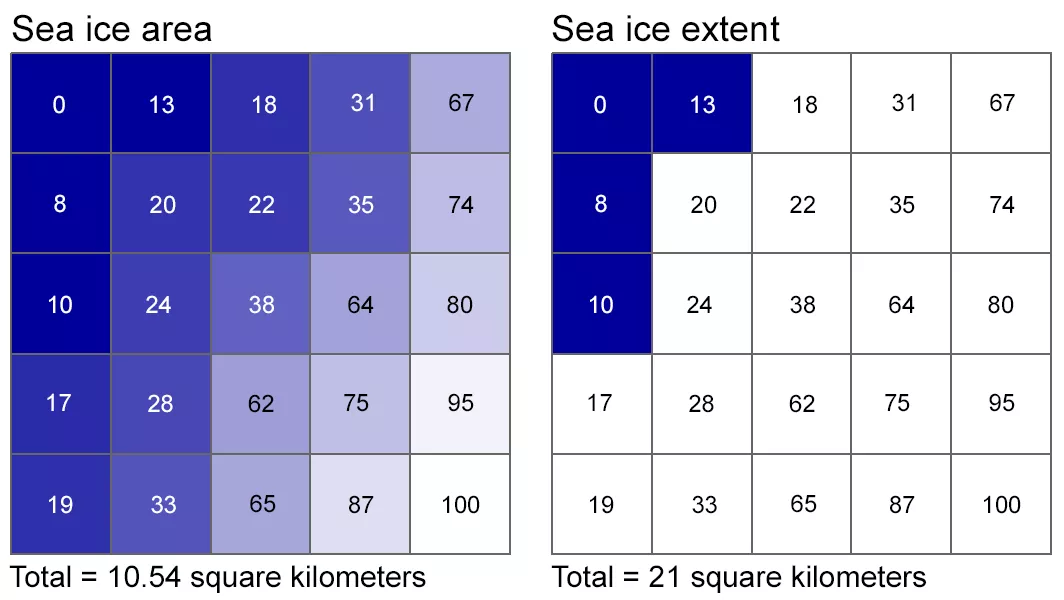 Sea ice area
0 13 18 31 67
8 20 22 35 74
10 24 38 64 80
17 28 62 75 95
19 33 65 87 100
Total = 10.54 square kilometers
Sea ice extent
0 13 18 31 67
8 20 22 35 74
10 24 38 64 80
17 28 62 75 95
19 33 65 87 100
Total = 21 square kilometers